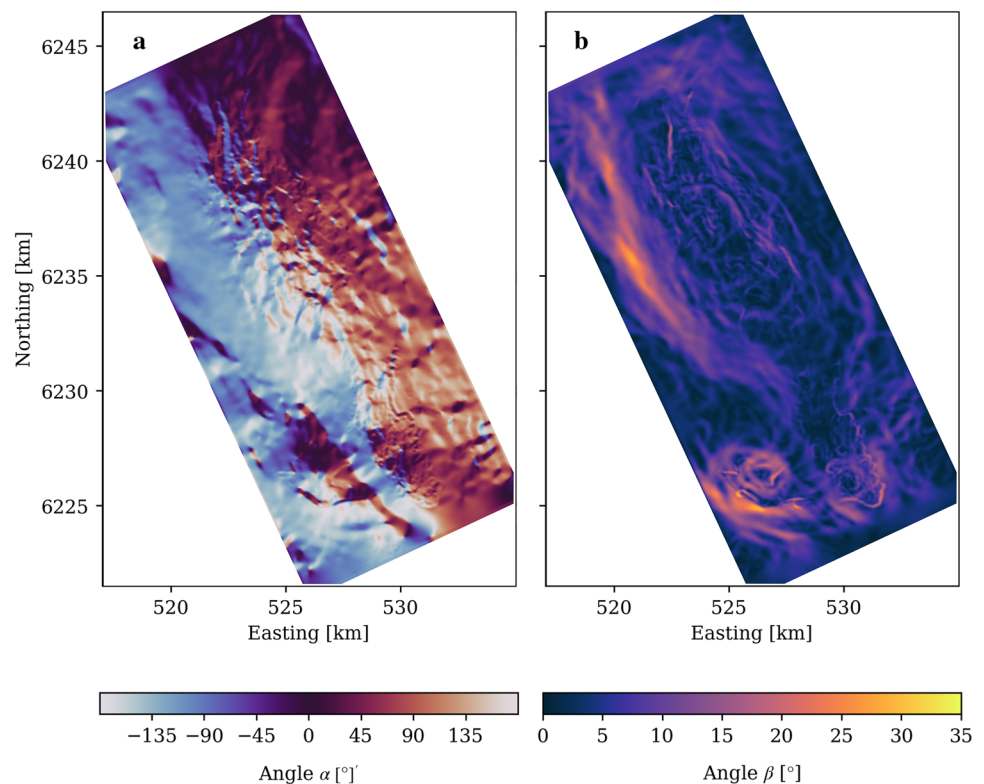 a
b
6245
6240
6235
6230
6225
Northing [km]
520 525 530
520 525 530
Easting [km]
Easting [km]
−135 −90 −45 0 45 90 135
0 5 10 15 20 25 30 35
Angle α [°]′
Angle β [°]